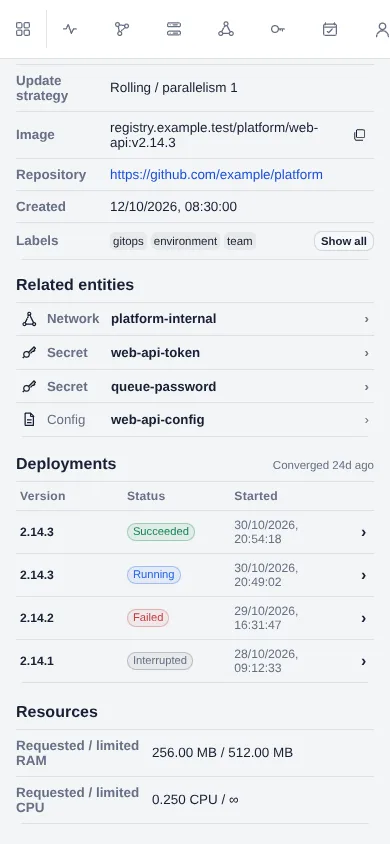 Update
strategy
Rolling / parallelism 1
Image
registry.example.test/platform/web-
api:v2.14.3
Repository
https://github.com/example/platform
Created
12/10/2026, 08:30:00
Labels
gitops environment team
Show all
Related entities
Network platform-internal
Secret web-api-token
Secret queue-password
Config web-api-config
Deployments
Converged 24d ago
Version Status Started
2.14.3 Succeeded
30/10/2026,
20:54:18
2.14.3 Running
30/10/2026,
20:49:02
2.14.2 Failed
29/10/2026,
16:31:47
2.14.1 Interrupted
28/10/2026,
09:12:33
Resources
Requested / limited
RAM
256.00 MB / 512.00 MB
Requested / limited
CPU
0.250 CPU / ∞